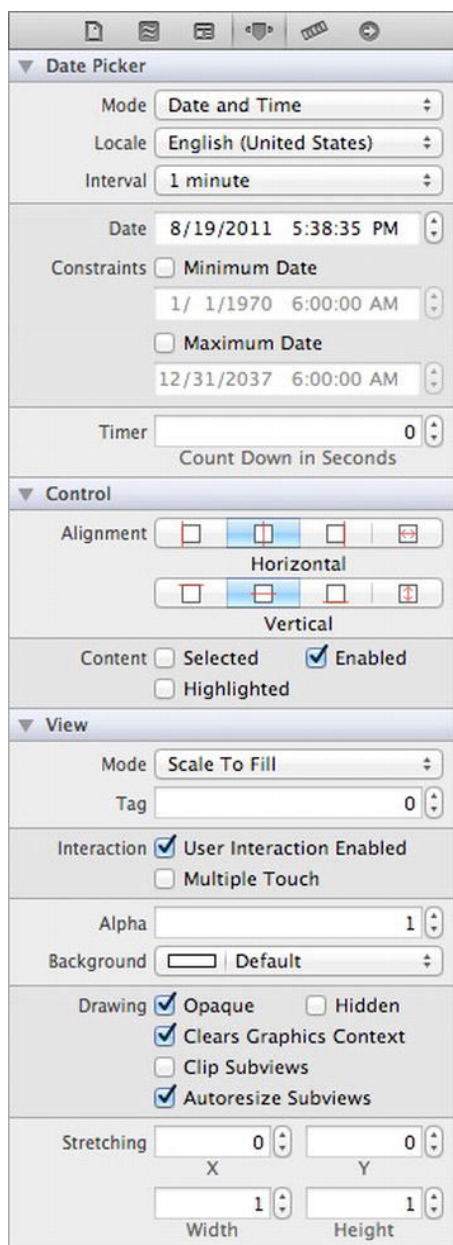 Date Picker
Mode Date and Time
Locale English (United States)
Interval 1 minute
Date 8/19/2011 5:38:35 PM
Constraints Minimum Date
1/ 1/1970 6:00:00 AM
Maximum Date
12/31/2037 6:00:00 AM
Timer 0
Count Down in Seconds
Control
Alignment
Horizontal
Vertical
Content Selected Enabled
Highlighted
View
Mode Scale To Fill
Tag 0
Interaction User Interaction Enabled
Multiple Touch
Alpha 1
Background Default
Drawing Opaque Hidden
Clears Graphics Context
Clip Subviews
Autoresize Subviews
Stretching 0 0
X Y
1 1
Width Height